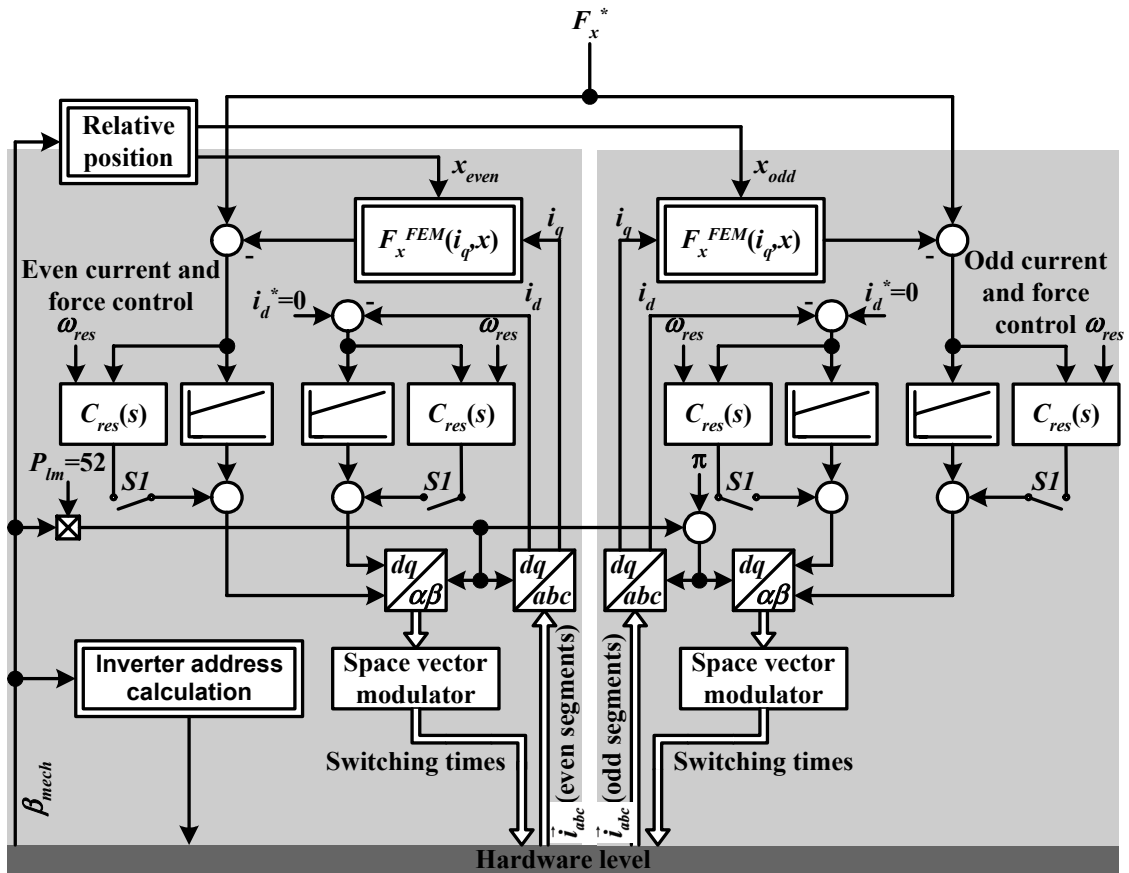 F_x^*
Relative
position
x_even
x_odd
F_x^FEM(i_q,x)
i_q
i_q
F_x^FEM(i_q,x)
-
-
Even current and
force control
Odd current
and force
control
i_d^*=0
-
i_d
i_d
-
i_d^*=0
ω_res
ω_res
ω_res
ω_res
C_res(s)
C_res(s)
C_res(s)
C_res(s)
P_lm=52
S1
S1
π
S1
S1
dq
αβ
dq
abc
dq
abc
dq
αβ
Inverter address
calculation
Space vector
modulator
Space vector
modulator
Switching times
Switching times
β_mech
i_abc (even segments)
i_abc (odd segments)
Hardware level